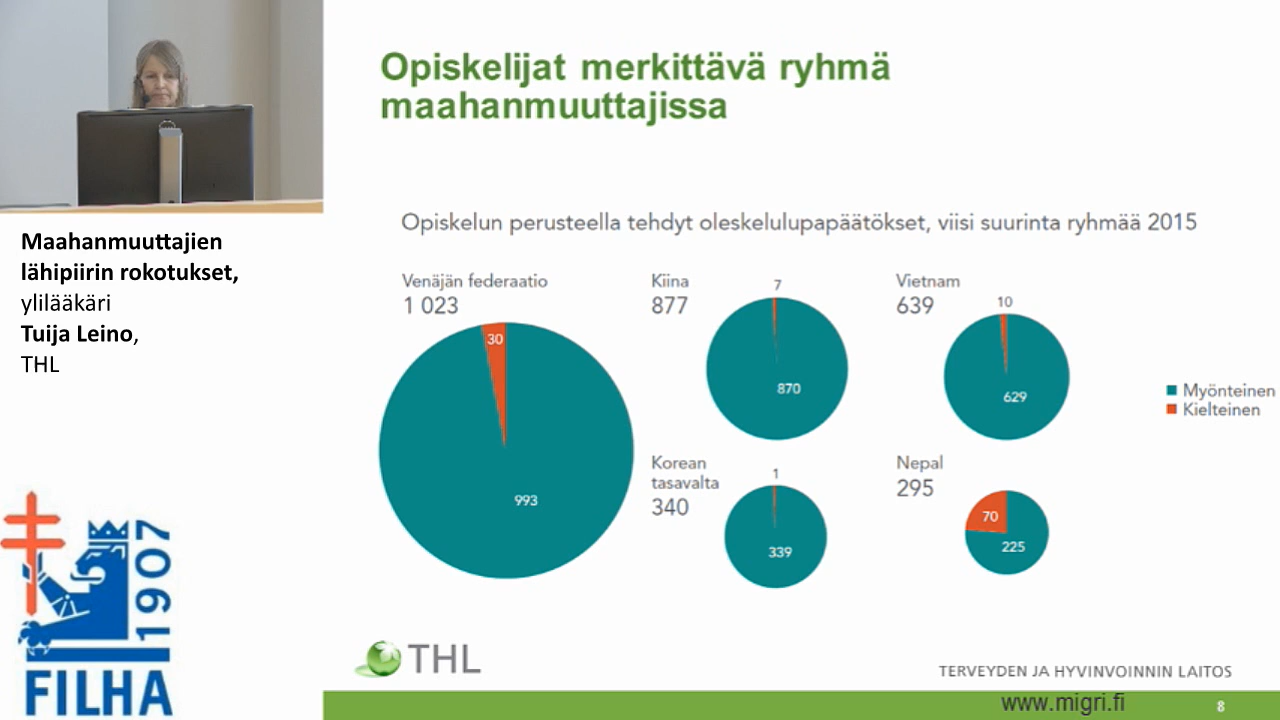 Opiskelijat merkittävä ryhmä
maahanmuuttajissa
Maahanmuuttajien
lähipiirin rokotukset,
ylilääkäri
Tuija Leino,
THL
Opiskelun perusteella tehdyt oleskelulupapäätökset, viisi suurinta ryhmää 2015
Venäjän federaatio
1 023
30
993
Kiina
877
7
870
Vietnam
639
10
629
Myönteinen
Kielteinen
Korean
tasavalta
340
1
339
Nepal
295
70
225
1907
FILHA
THL
TERVEYDEN JA HYVINVOINNIN LAITOS
www.migri.fi
8